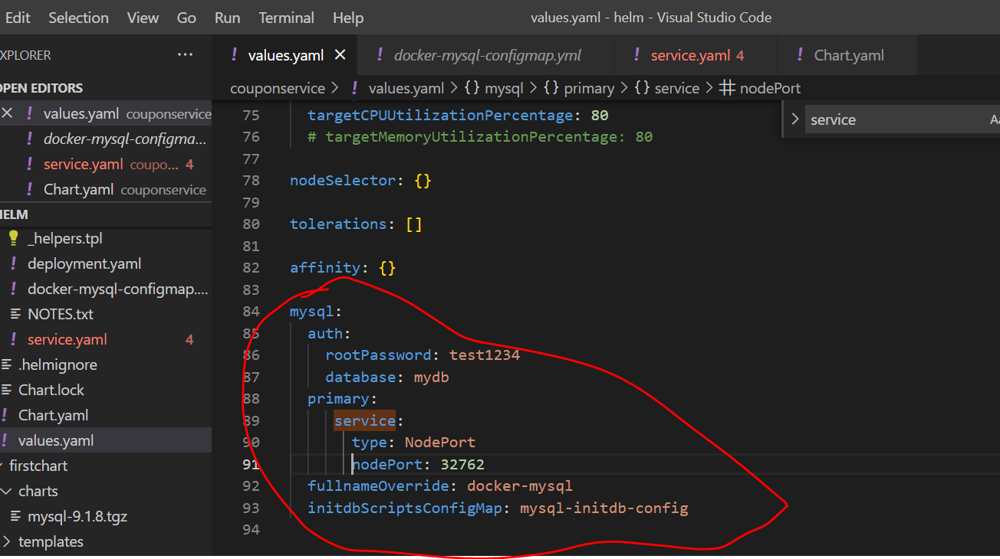 Edit Selection View Go Run Terminal Help values.yaml - helm - Visual Studio Code
XPLORER ...
! values.yaml × ! docker-mysql-configmap.yml ! service.yaml 4 ! Chart.yaml
OPEN EDITORS
couponservice > ! values.yaml > {} mysql > {} primary > {} service > # nodePort
× ! values.yaml couponservice
! docker-mysql-configma...
! service.yaml coupo... 4
! Chart.yaml couponservice
HELM
_helpers.tpl
! deployment.yaml
! docker-mysql-configmap....
NOTES.txt
! service.yaml 4
.helmignore
Chart.lock
! Chart.yaml
! values.yaml
firstchart
charts
mysql-9.1.8.tgz
> templates
> service Aa
75 targetCPUUtilizationPercentage: 80
76 # targetMemoryUtilizationPercentage: 80
77
78 nodeSelector: {}
79
80 tolerations: []
81
82 affinity: {}
83
84 mysql:
85 auth:
86 rootPassword: test1234
87 database: mydb
88 primary:
89 service:
90 type: NodePort
91 nodePort: 32762
92 fullnameOverride: docker-mysql
93 initdbScriptsConfigMap: mysql-initdb-config
94